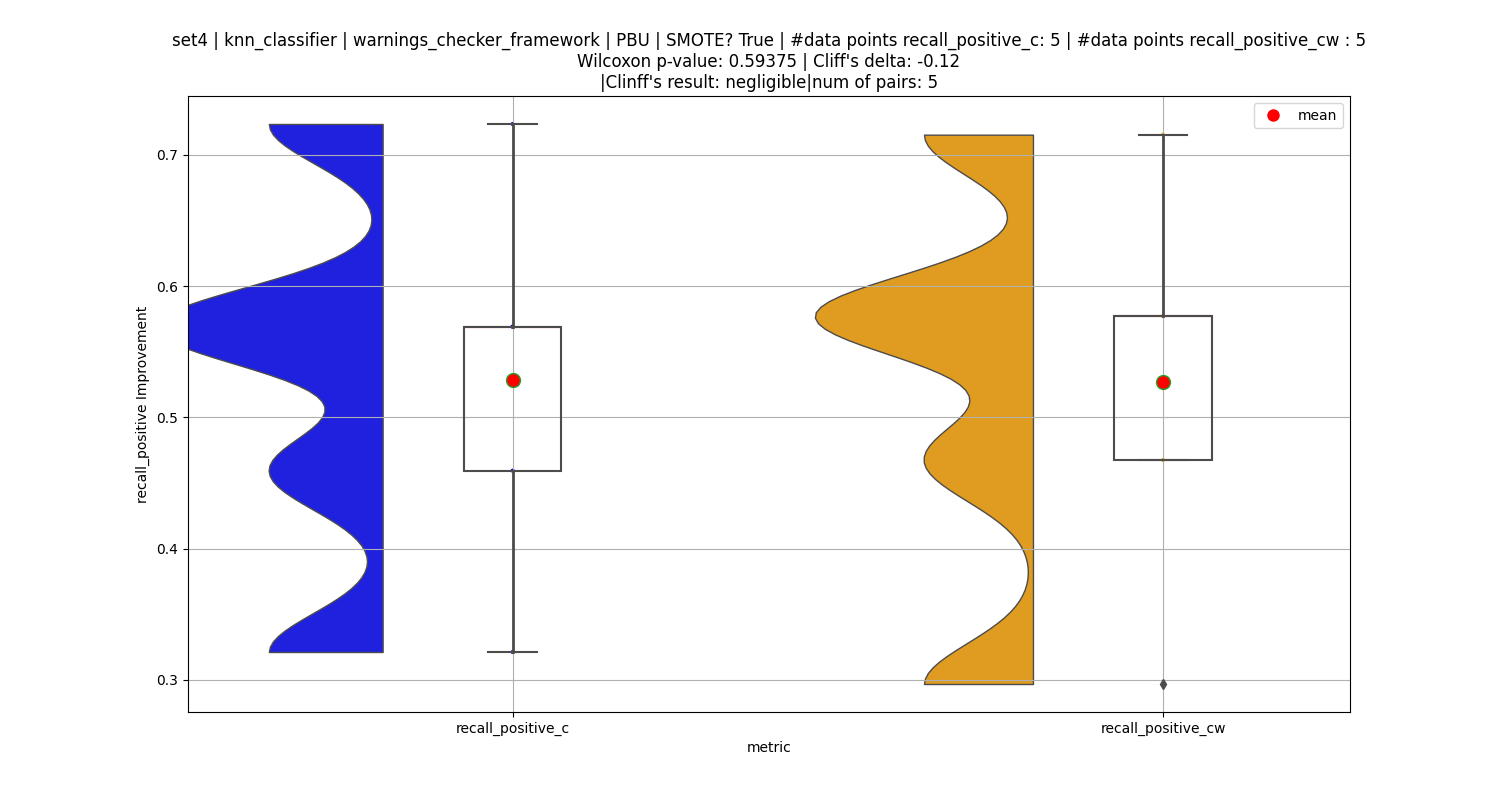 set4 | knn_classifier | warnings_checker_framework | PBU | SMOTE? True | #data points recall_positive_c: 5 | #data points recall_positive_cw : 5
Wilcoxon p-value: 0.59375 | Cliff's delta: -0.12
|Clinff's result: negligible|num of pairs: 5
mean
0.7
0.6
0.5
0.4
0.3
recall_positive Improvement
recall_positive_c
recall_positive_cw
metric